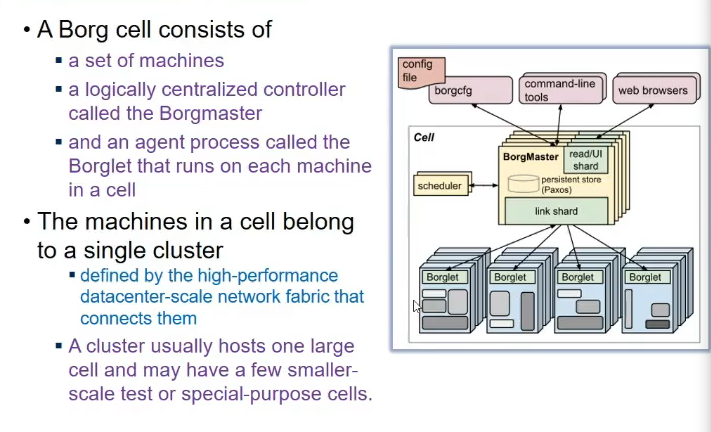 • A Borg cell consists of
▪ a set of machines
▪ a logically centralized controller
called the Borgmaster
▪ and an agent process called the
Borglet that runs on each machine
in a cell
• The machines in a cell belong
to a single cluster
▪ defined by the high-performance
datacenter-scale network fabric that
connects them
▪ A cluster usually hosts one large
cell and may have a few smaller-
scale test or special-purpose cells.
config
file
borgcfg
command-line
tools
web browsers
Cell
BorgMaster
read/UI
shard
persistent store
(Paxos)
scheduler
link shard
Borglet
Borglet
Borglet
Borglet